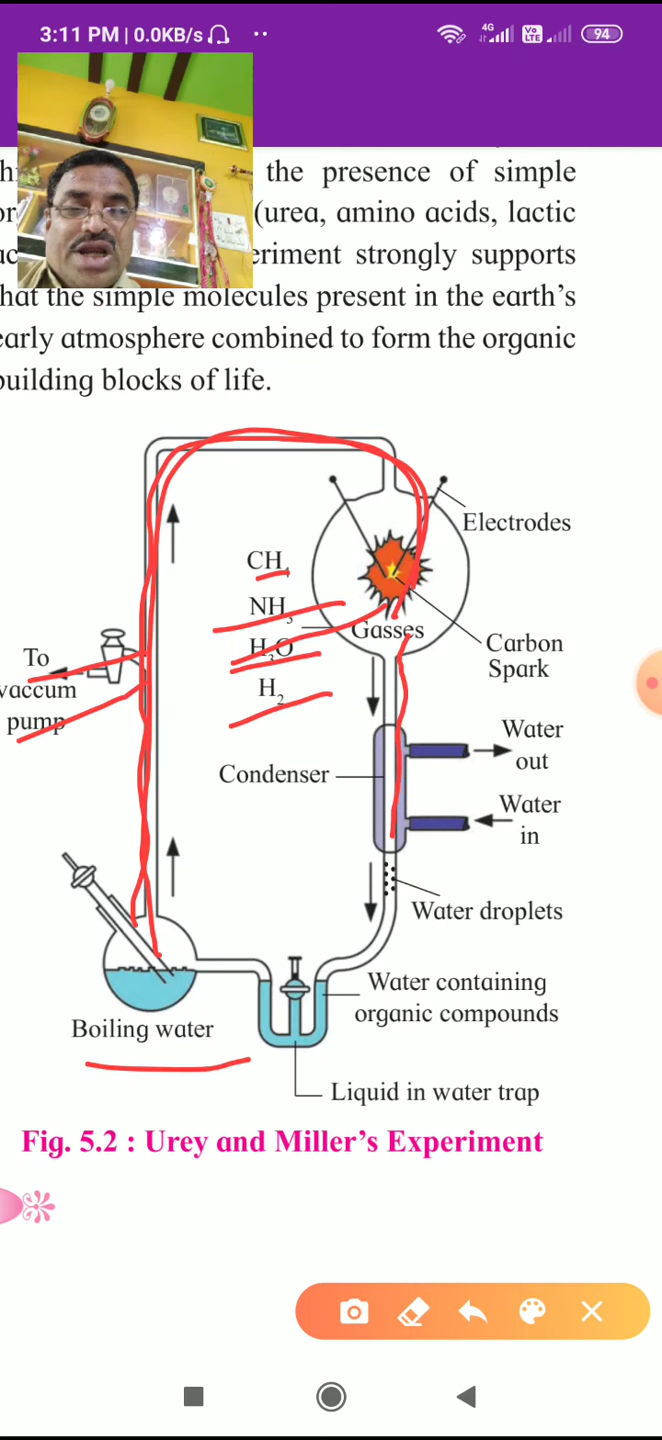 3:11 PM | 0.0KB/s
4G
Vo
LTE
94
the presence of simple
(urea, amino acids, lactic
eriment strongly supports
hat the simple molecules present in the earth's
early atmosphere combined to form the organic
building blocks of life.
Electrodes
CH4
NH3
Gasses
H2O
Carbon
Spark
To
vaccum
pump
H2
Water
out
Condenser
Water
in
Water droplets
Water containing
organic compounds
Boiling water
Liquid in water trap
Fig. 5.2 : Urey and Miller's Experiment